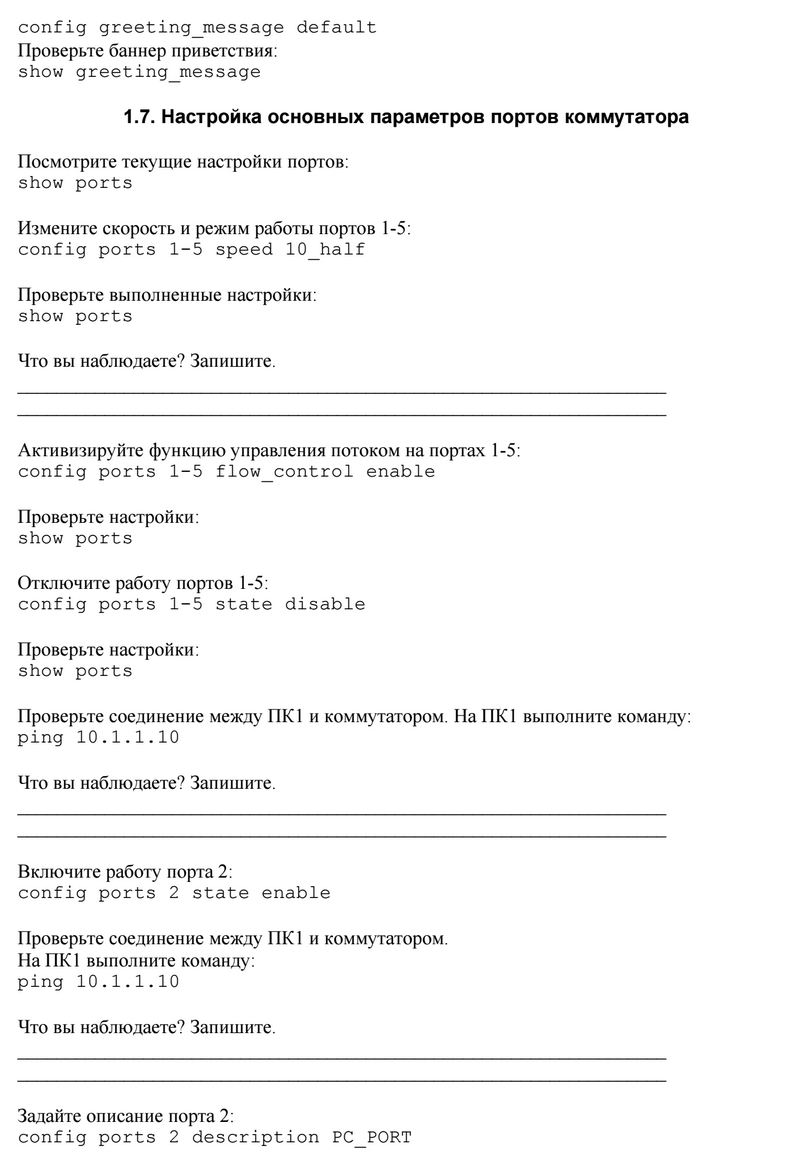 config greeting_message default
Проверьте баннер приветствия:
show greeting_message
1.7. Настройка основных параметров портов коммутатора
Посмотрите текущие настройки портов:
show ports
Измените скорость и режим работы портов 1-5:
config ports 1-5 speed 10_half
Проверьте выполненные настройки:
show ports
Что вы наблюдаете? Запишите.
Активизируйте функцию управления потоком на портах 1-5:
config ports 1-5 flow_control enable
Проверьте настройки:
show ports
Отключите работу портов 1-5:
config ports 1-5 state disable
Проверьте настройки:
show ports
Проверьте соединение между ПК1 и коммутатором. На ПК1 выполните команду:
ping 10.1.1.10
Что вы наблюдаете? Запишите.
Включите работу порта 2:
config ports 2 state enable
Проверьте соединение между ПК1 и коммутатором.
На ПК1 выполните команду:
ping 10.1.1.10
Что вы наблюдаете? Запишите.
Задайте описание порта 2:
config ports 2 description PC_PORT